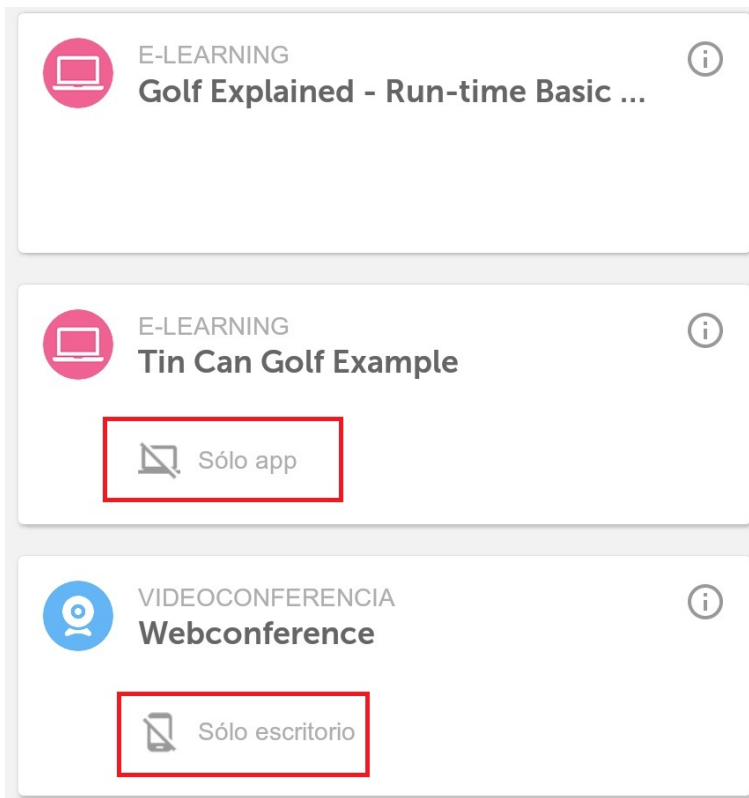 E-LEARNING
Golf Explained - Run-time Basic ...
E-LEARNING
Tin Can Golf Example
Sólo app
VIDEOCONFERENCIA
Webconference
Sólo escritorio